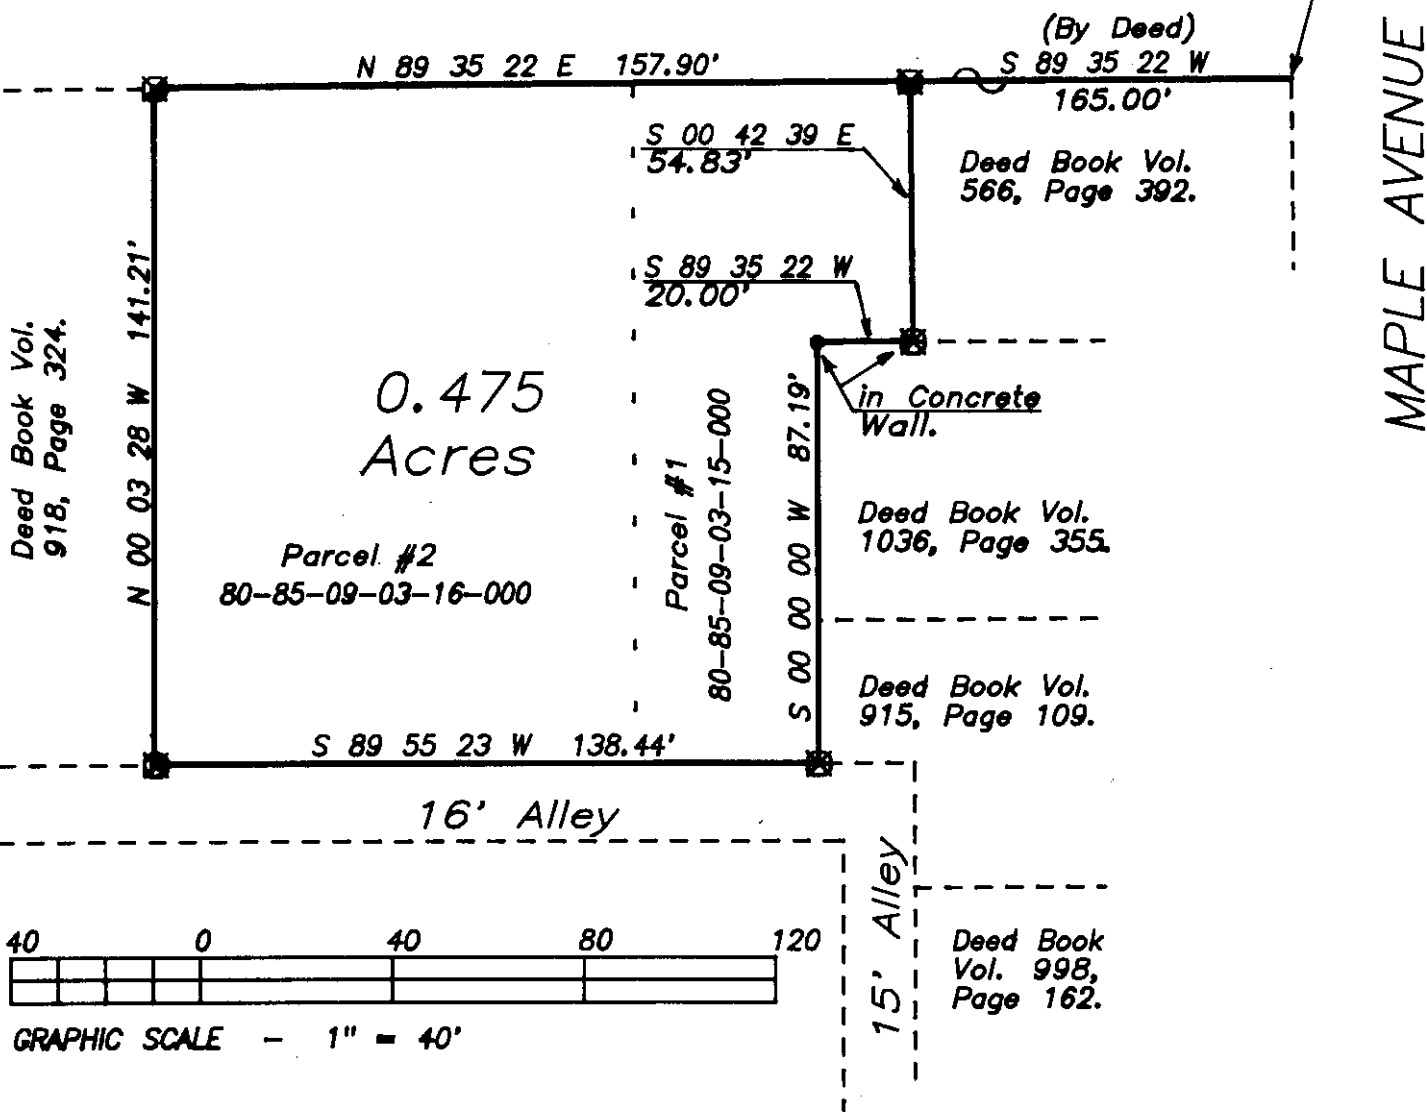 (By Deed)
N 89 35 22 E 157.90'
S 89 35 22 W
165.00'
MAPLE AVENUE
S 00 42 39 E
54.83'
Deed Book Vol.
566, Page 392.
S 89 35 22 W
20.00'
Deed Book Vol.
918, Page 324.
N 00 03 28 W 141.21'
0.475
Acres
in Concrete
Wall.
Parcel #1
80-85-09-03-15-000
S 00 00 00 W 87.19'
Deed Book Vol.
1036, Page 355.
Parcel #2
80-85-09-03-16-000
Deed Book Vol.
915, Page 109.
S 89 55 23 W 138.44'
16' Alley
15' Alley
40 0 40 80 120
Deed Book
Vol. 998,
Page 162.
GRAPHIC SCALE - 1" = 40'